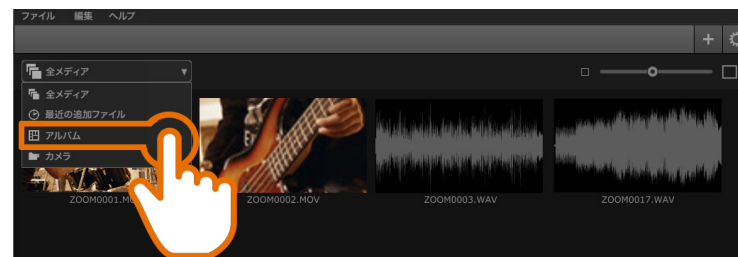 ファイル 編集 ヘルプ
全メディア
全メディア
最近の追加ファイル
アルバム
カメラ
ZOOM0001.M
ZOOM0002.MOV
ZOOM0003.WAV
ZOOM0017.WAV